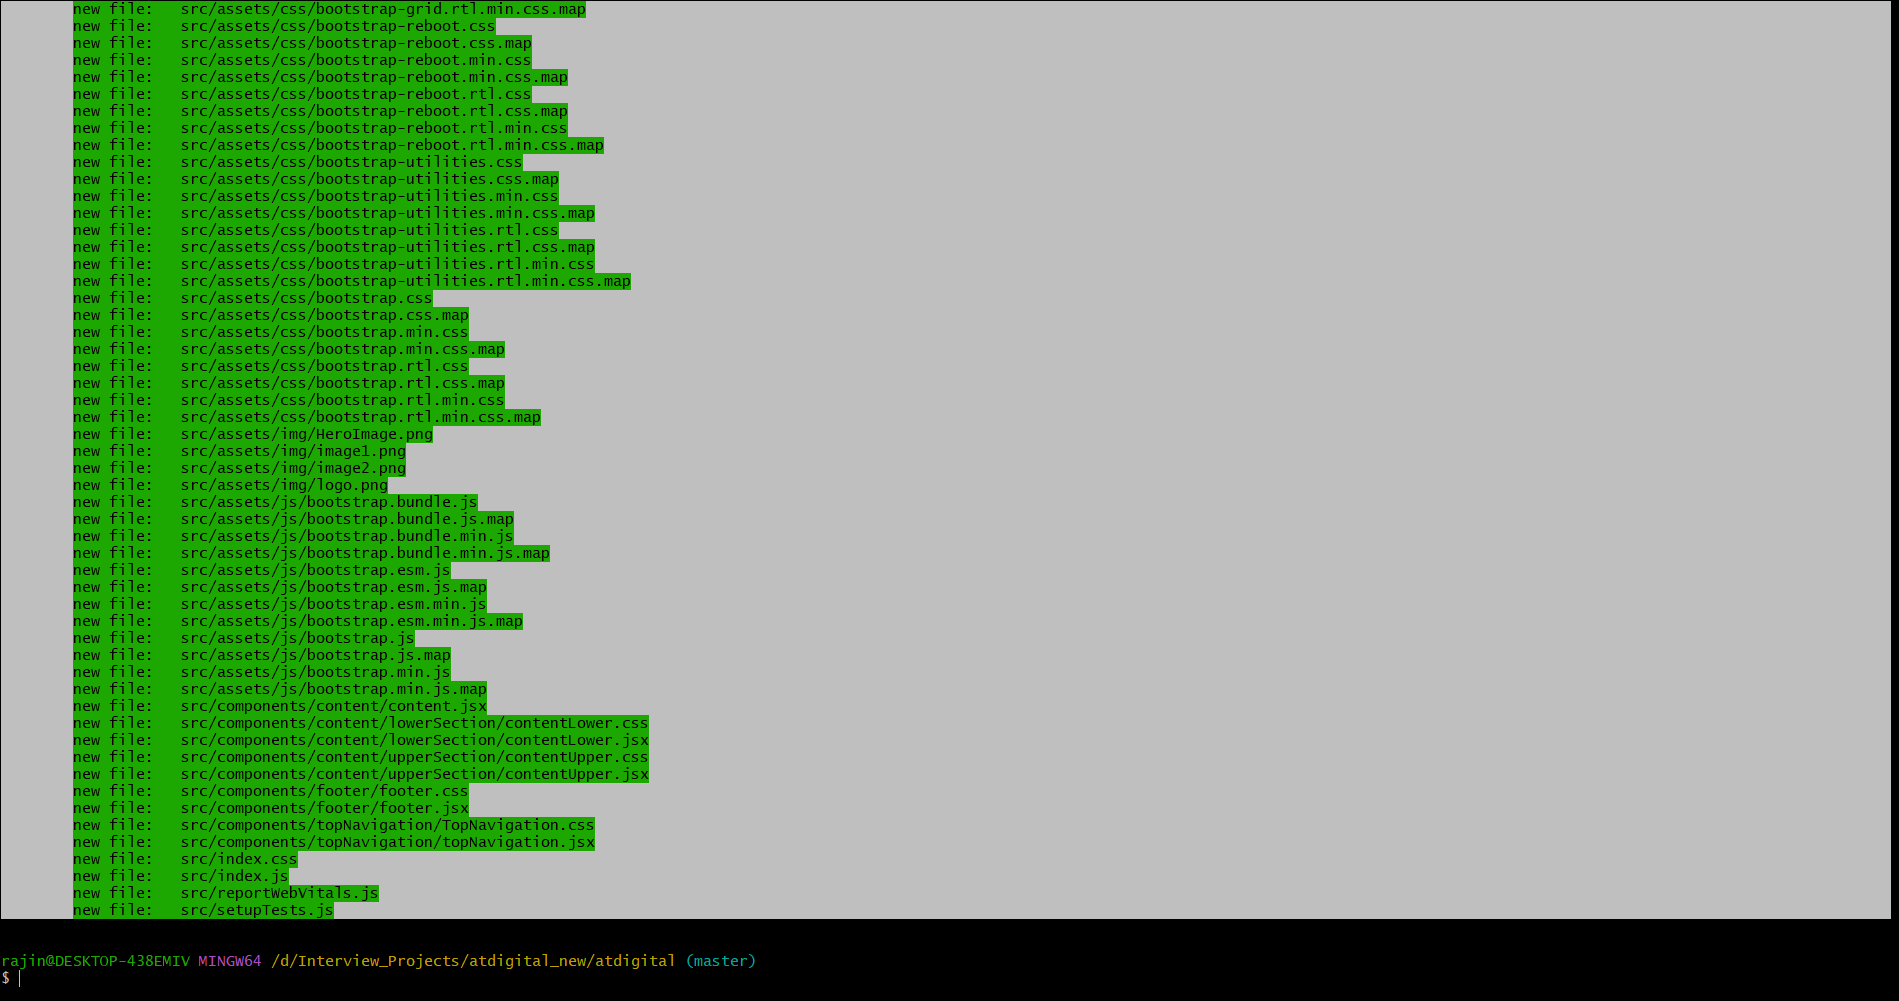 new file:   src/assets/css/bootstrap-grid.rtl.min.css.map
new file:   src/assets/css/bootstrap-reboot.css
new file:   src/assets/css/bootstrap-reboot.css.map
new file:   src/assets/css/bootstrap-reboot.min.css
new file:   src/assets/css/bootstrap-reboot.min.css.map
new file:   src/assets/css/bootstrap-reboot.rtl.css
new file:   src/assets/css/bootstrap-reboot.rtl.css.map
new file:   src/assets/css/bootstrap-reboot.rtl.min.css
new file:   src/assets/css/bootstrap-reboot.rtl.min.css.map
new file:   src/assets/css/bootstrap-utilities.css
new file:   src/assets/css/bootstrap-utilities.css.map
new file:   src/assets/css/bootstrap-utilities.min.css
new file:   src/assets/css/bootstrap-utilities.min.css.map
new file:   src/assets/css/bootstrap-utilities.rtl.css
new file:   src/assets/css/bootstrap-utilities.rtl.css.map
new file:   src/assets/css/bootstrap-utilities.rtl.min.css
new file:   src/assets/css/bootstrap-utilities.rtl.min.css.map
new file:   src/assets/css/bootstrap.css
new file:   src/assets/css/bootstrap.css.map
new file:   src/assets/css/bootstrap.min.css
new file:   src/assets/css/bootstrap.min.css.map
new file:   src/assets/css/bootstrap.rtl.css
new file:   src/assets/css/bootstrap.rtl.css.map
new file:   src/assets/css/bootstrap.rtl.min.css
new file:   src/assets/css/bootstrap.rtl.min.css.map
new file:   src/assets/img/HeroImage.png
new file:   src/assets/img/image1.png
new file:   src/assets/img/image2.png
new file:   src/assets/img/logo.png
new file:   src/assets/js/bootstrap.bundle.js
new file:   src/assets/js/bootstrap.bundle.js.map
new file:   src/assets/js/bootstrap.bundle.min.js
new file:   src/assets/js/bootstrap.bundle.min.js.map
new file:   src/assets/js/bootstrap.esm.js
new file:   src/assets/js/bootstrap.esm.js.map
new file:   src/assets/js/bootstrap.esm.min.js
new file:   src/assets/js/bootstrap.esm.min.js.map
new file:   src/assets/js/bootstrap.js
new file:   src/assets/js/bootstrap.js.map
new file:   src/assets/js/bootstrap.min.js
new file:   src/assets/js/bootstrap.min.js.map
new file:   src/components/content/content.jsx
new file:   src/components/content/lowerSection/contentLower.css
new file:   src/components/content/lowerSection/contentLower.jsx
new file:   src/components/content/upperSection/contentUpper.css
new file:   src/components/content/upperSection/contentUpper.jsx
new file:   src/components/footer/footer.css
new file:   src/components/footer/footer.jsx
new file:   src/components/topNavigation/TopNavigation.css
new file:   src/components/topNavigation/topNavigation.jsx
new file:   src/index.css
new file:   src/index.js
new file:   src/reportWebVitals.js
new file:   src/setupTests.js
rajin@DESKTOP-438EMIV MINGW64 /d/Interview_Projects/atdigital_new/atdigital (master)
$